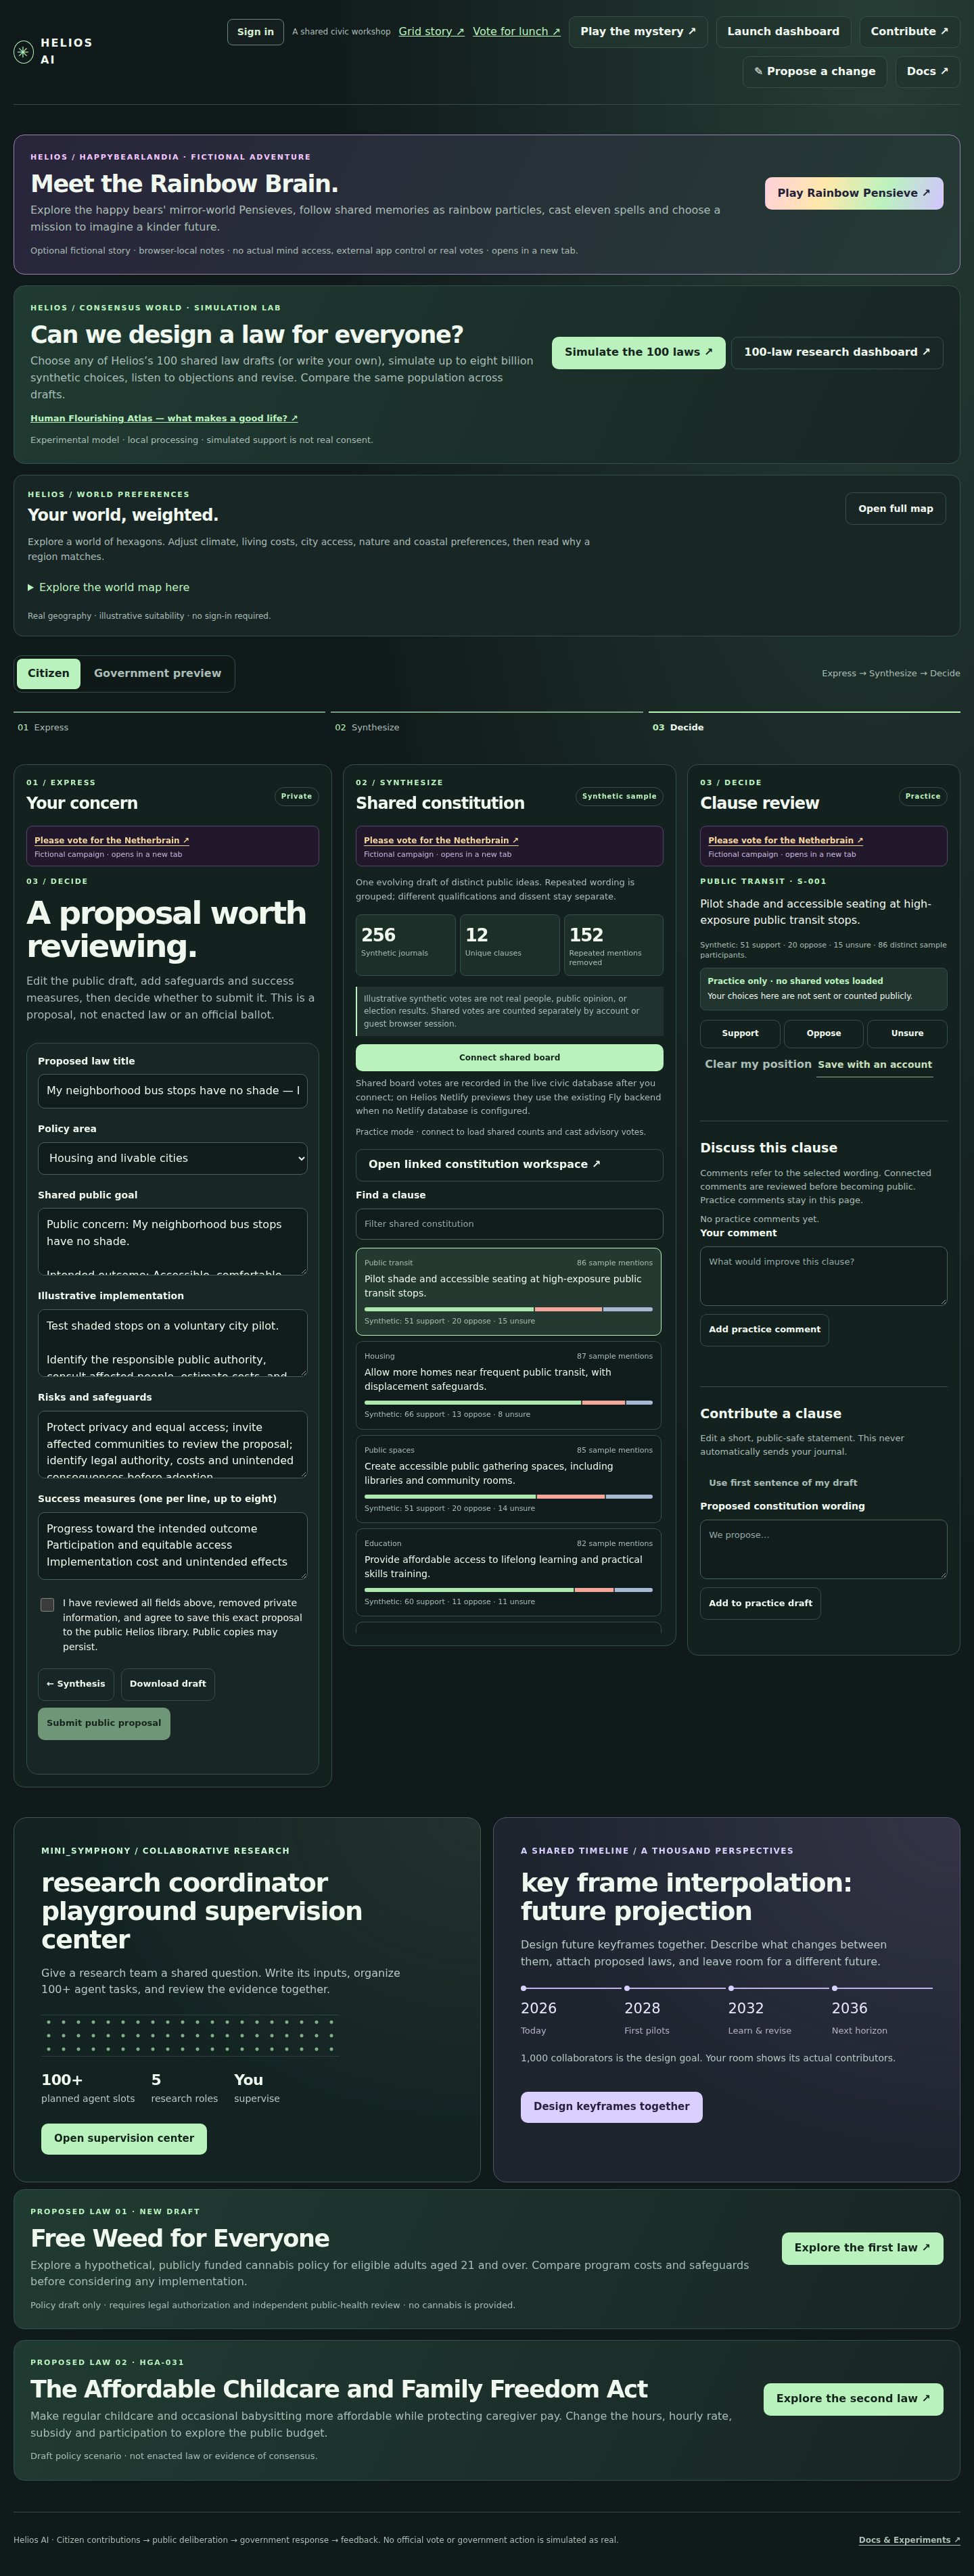 HELIOS
AI
Sign in
A shared civic workshop
Grid story ↗
Vote for lunch ↗
Play the mystery ↗
Launch dashboard
Contribute ↗
✎ Propose a change
Docs ↗
HELIOS / HAPPYBEARLANDIA · FICTIONAL ADVENTURE
Meet the Rainbow Brain.
Explore the happy bears' mirror-world Pensieves, follow shared memories as rainbow particles, cast eleven spells and choose a
mission to imagine a kinder future.
Optional fictional story · browser-local notes · no actual mind access, external app control or real votes · opens in a new tab.
Play Rainbow Pensieve ↗
HELIOS / CONSENSUS WORLD · SIMULATION LAB
Can we design a law for everyone?
Choose any of Helios’s 100 shared law drafts (or write your own), simulate up to eight billion
synthetic choices, listen to objections and revise. Compare the same population across
drafts.
Human Flourishing Atlas — what makes a good life? ↗
Experimental model · local processing · simulated support is not real consent.
Simulate the 100 laws ↗
100-law research dashboard ↗
HELIOS / WORLD PREFERENCES
Your world, weighted.
Explore a world of hexagons. Adjust climate, living costs, city access, nature and coastal preferences, then read why a
region matches.
▶ Explore the world map here
Real geography · illustrative suitability · no sign-in required.
Open full map
Citizen
Government preview
Express → Synthesize → Decide
01 Express
02 Synthesize
03 Decide
01 / EXPRESS
Your concern
Private
Please vote for the Netherbrain ↗
Fictional campaign · opens in a new tab
03 / DECIDE
A proposal worth
reviewing.
Edit the public draft, add safeguards and success
measures, then decide whether to submit it. This is a
proposal, not enacted law or an official ballot.
Proposed law title
My neighborhood bus stops have no shade — I
Policy area
Housing and livable cities
Shared public goal
Public concern: My neighborhood bus stops
have no shade.
Intended outcome: Accessible, comfortable
Illustrative implementation
Test shaded stops on a voluntary city pilot.
Identify the responsible public authority,
consult affected people, estimate costs, and
Risks and safeguards
Protect privacy and equal access; invite
affected communities to review the proposal;
identify legal authority, costs and unintended
consequences before adoption.
Success measures (one per line, up to eight)
Progress toward the intended outcome
Participation and equitable access
Implementation cost and unintended effects
I have reviewed all fields above, removed private
information, and agree to save this exact proposal
to the public Helios library. Public copies may
persist.
← Synthesis
Download draft
Submit public proposal
02 / SYNTHESIZE
Shared constitution
Synthetic sample
Please vote for the Netherbrain ↗
Fictional campaign · opens in a new tab
One evolving draft of distinct public ideas. Repeated wording is
grouped; different qualifications and dissent stay separate.
256
Synthetic journals
12
Unique clauses
152
Repeated mentions
removed
Illustrative synthetic votes are not real people, public opinion, or
election results. Shared votes are counted separately by account or
guest browser session.
Connect shared board
Shared board votes are recorded in the live civic database after you
connect; on Helios Netlify previews they use the existing Fly backend
when no Netlify database is configured.
Practice mode · connect to load shared counts and cast advisory votes.
Open linked constitution workspace ↗
Find a clause
Filter shared constitution
Public transit
86 sample mentions
Pilot shade and accessible seating at high-exposure public
transit stops.
Synthetic: 51 support · 20 oppose · 15 unsure
Housing
87 sample mentions
Allow more homes near frequent public transit, with
displacement safeguards.
Synthetic: 66 support · 13 oppose · 8 unsure
Public spaces
85 sample mentions
Create accessible public gathering spaces, including
libraries and community rooms.
Synthetic: 51 support · 20 oppose · 14 unsure
Education
82 sample mentions
Provide affordable access to lifelong learning and practical
skills training.
Synthetic: 60 support · 11 oppose · 11 unsure
03 / DECIDE
Clause review
Practice
Please vote for the Netherbrain ↗
Fictional campaign · opens in a new tab
PUBLIC TRANSIT · S-001
Pilot shade and accessible seating at high-
exposure public transit stops.
Synthetic: 51 support · 20 oppose · 15 unsure · 86 distinct sample
participants.
Practice only · no shared votes loaded
Your choices here are not sent or counted publicly.
Support
Oppose
Unsure
Clear my position
Save with an account
Discuss this clause
Comments refer to the selected wording. Connected
comments are reviewed before becoming public.
Practice comments stay in this page.
No practice comments yet.
Your comment
What would improve this clause?
Add practice comment
Contribute a clause
Edit a short, public-safe statement. This never
automatically sends your journal.
Use first sentence of my draft
Proposed constitution wording
We propose...
Add to practice draft
MINI_SYMPHONY / COLLABORATIVE RESEARCH
research coordinator
playground supervision
center
Give a research team a shared question. Write its inputs, organize
100+ agent tasks, and review the evidence together.
100+
planned agent slots
5
research roles
You
supervise
Open supervision center
A SHARED TIMELINE / A THOUSAND PERSPECTIVES
key frame interpolation:
future projection
Design future keyframes together. Describe what changes between
them, attach proposed laws, and leave room for a different future.
2026
Today
2028
First pilots
2032
Learn & revise
2036
Next horizon
1,000 collaborators is the design goal. Your room shows its actual contributors.
Design keyframes together
PROPOSED LAW 01 · NEW DRAFT
Free Weed for Everyone
Explore a hypothetical, publicly funded cannabis policy for eligible adults aged 21 and over. Compare program costs and safeguards
before considering any implementation.
Policy draft only · requires legal authorization and independent public-health review · no cannabis is provided.
Explore the first law ↗
PROPOSED LAW 02 · HGA-031
The Affordable Childcare and Family Freedom Act
Make regular childcare and occasional babysitting more affordable while protecting caregiver pay. Change the hours, hourly rate,
subsidy and participation to explore the public budget.
Draft policy scenario · not enacted law or evidence of consensus.
Explore the second law ↗
Helios AI · Citizen contributions → public deliberation → government response → feedback. No official vote or government action is simulated as real.
Docs & Experiments ↗